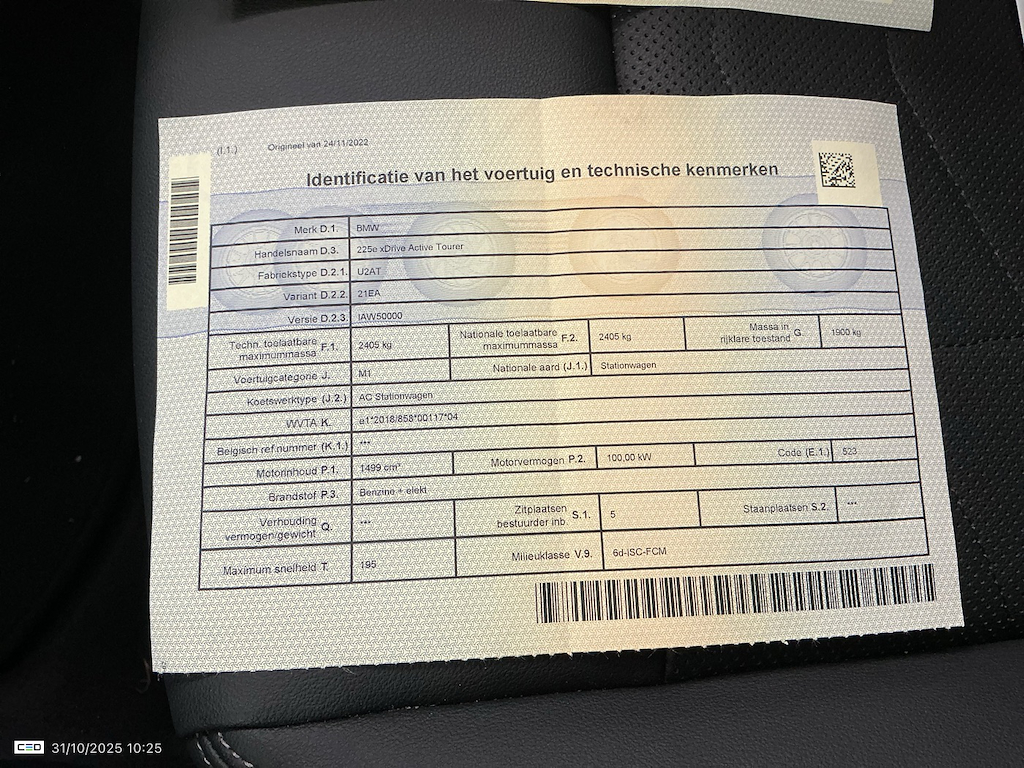 (I.1.) Origineel van 24/11/2022
Identificatie van het voertuig en technische kenmerken
Merk D.1. BMW
Handelsnaam D.3. 225e xDrive Active Tourer
Fabriekstype D.2.1. U2AT
Variant D.2.2. 21EA
Versie D.2.3. IAW50000
Techn. toelaatbare maximummassa F.1. 2405 kg Nationale toelaatbare maximummassa F.2. 2405 kg Massa in rijklare toestand G. 1900 kg
Voertuigcategorie J. M1 Nationale aard (J.1.) Stationwagen
Koetswerktype (J.2.) AC Stationwagen
WVTA K. e1*2018/858*00117*04
Belgisch ref.nummer (K.1.) ***
Motorinhoud P.1. 1499 cm³ Motorvermogen P.2. 100,00 kW Code (E.1.) 523
Brandstof P.3. Benzine + elekt
Verhouding vermogen/gewicht Q. *** Zitplaatsen bestuurder inb. S.1. 5 Staanplaatsen S.2. ***
Maximum snelheid T. 195 Milieuklasse V.9. 6d-ISC-FCM
CED 31/10/2025 10:25